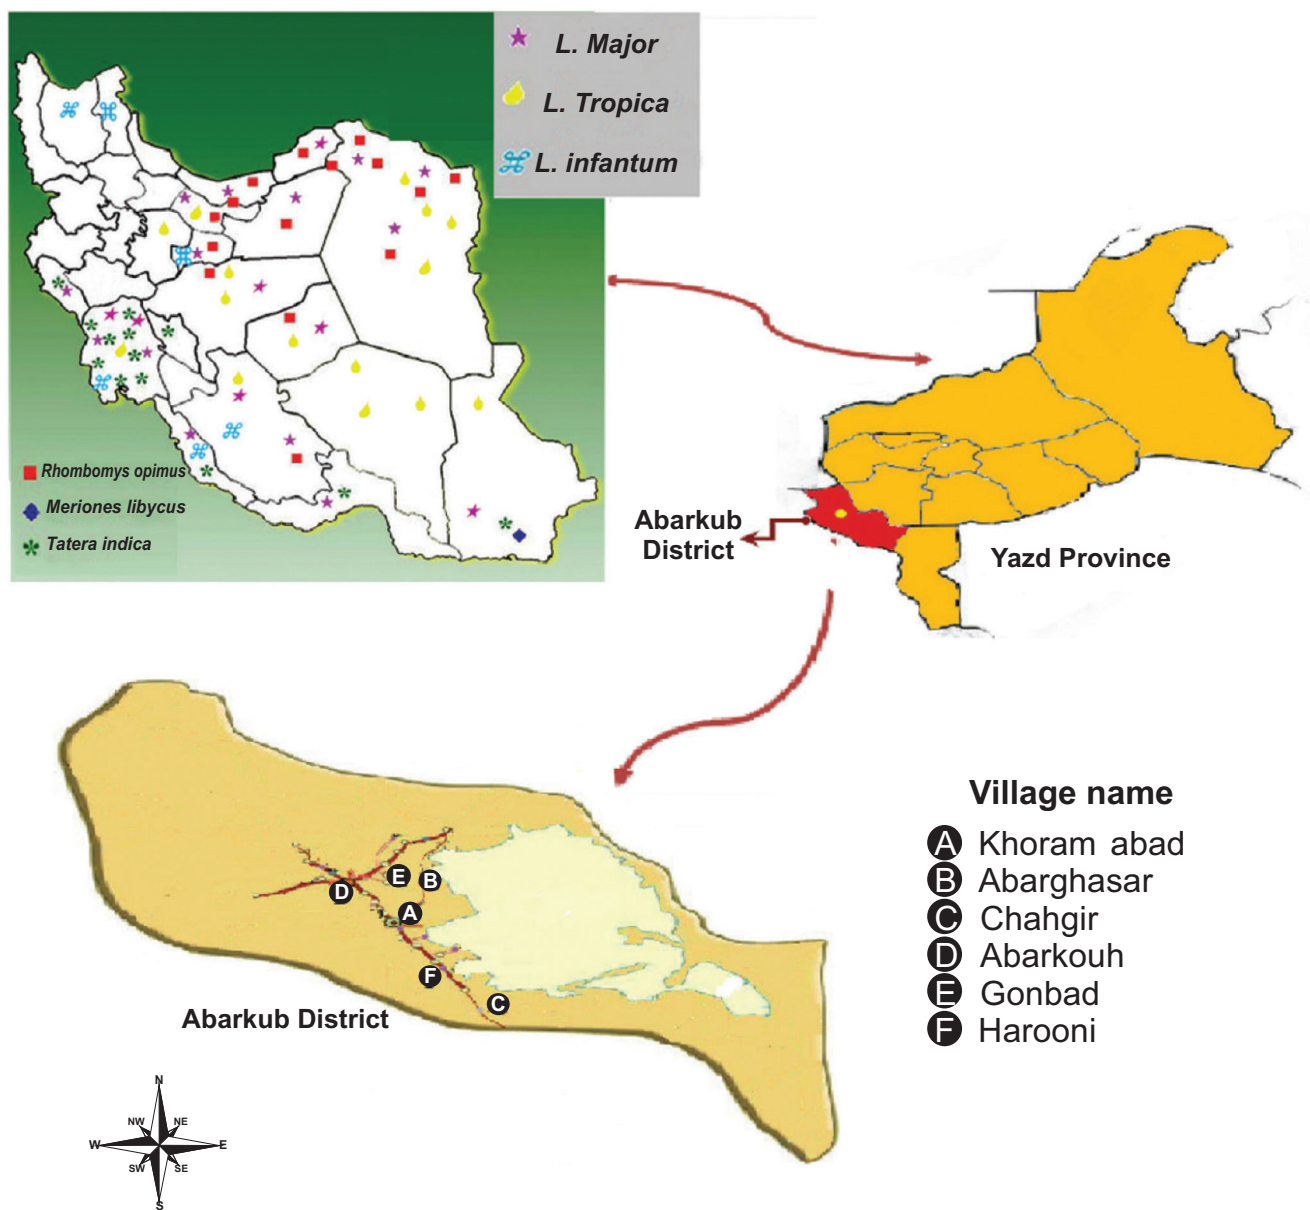 L. Major
L. Tropica
L. infantum
Rhombomys opimus
Meriones libycus
Tatera indica
Abarkub
District
Yazd Province
Village name
A Khoram abad
B Abarghasar
C Chahgir
D Abarkouh
E Gonbad
F Harooni
E
B
D
A
F
C
Abarkub District
N
NW
NE
W
E
SW
SE
S